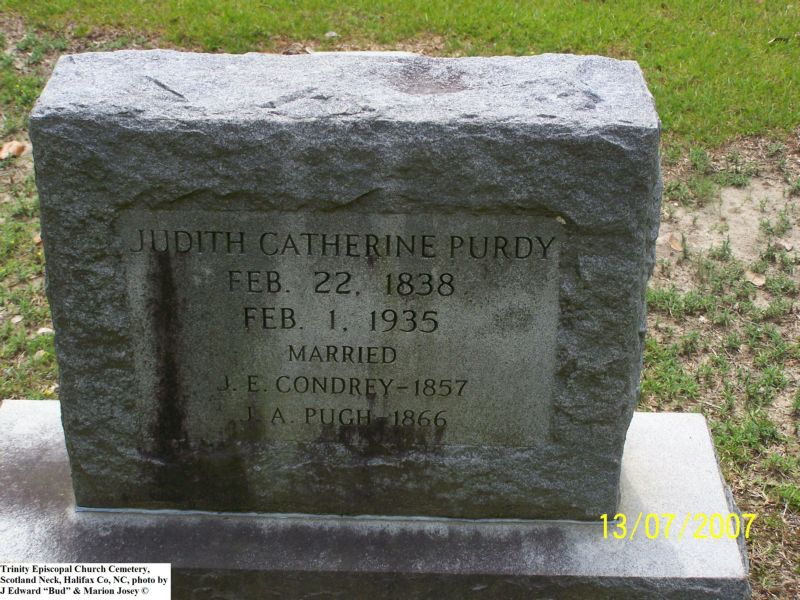 JUDITH CATHERINE PURDY
FEB. 22, 1838
FEB. 1, 1935
MARRIED
J. E. CONDREY-1857
J. A. PUGH-1866
13/07/2007
Trinity Episcopal Church Cemetery,
Scotland Neck, Halifax Co, NC, photo by
J Edward “Bud” & Marion Josey ©